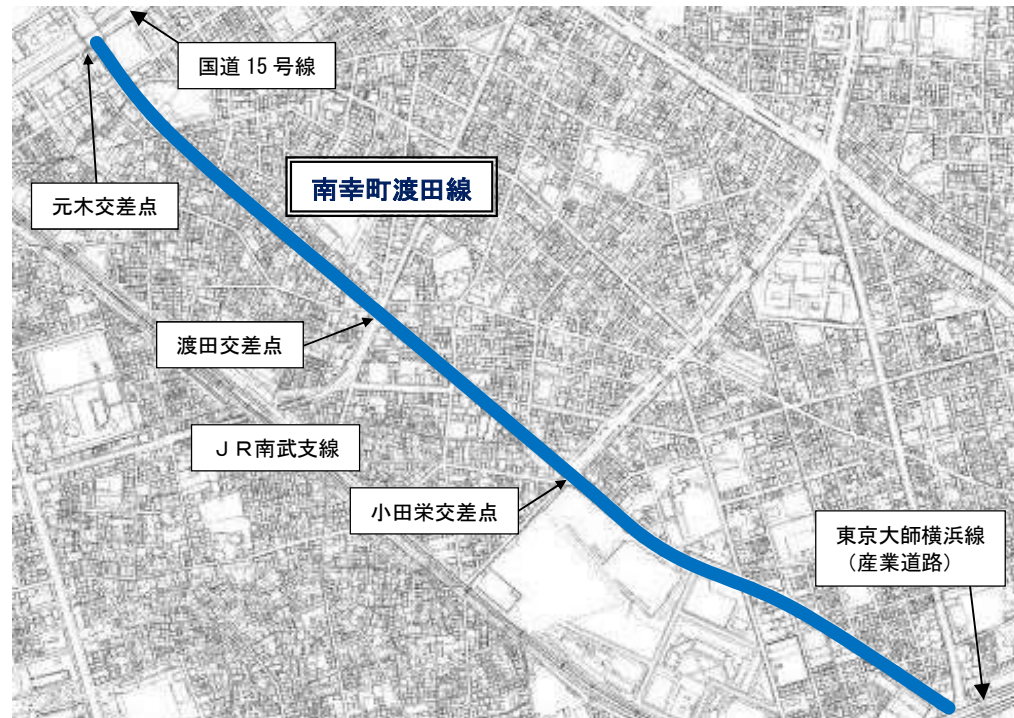 国道15号線
南幸町渡田線
元木交差点
渡田交差点
ＪＲ南武支線
小田栄交差点
東京大師横浜線
（産業道路）